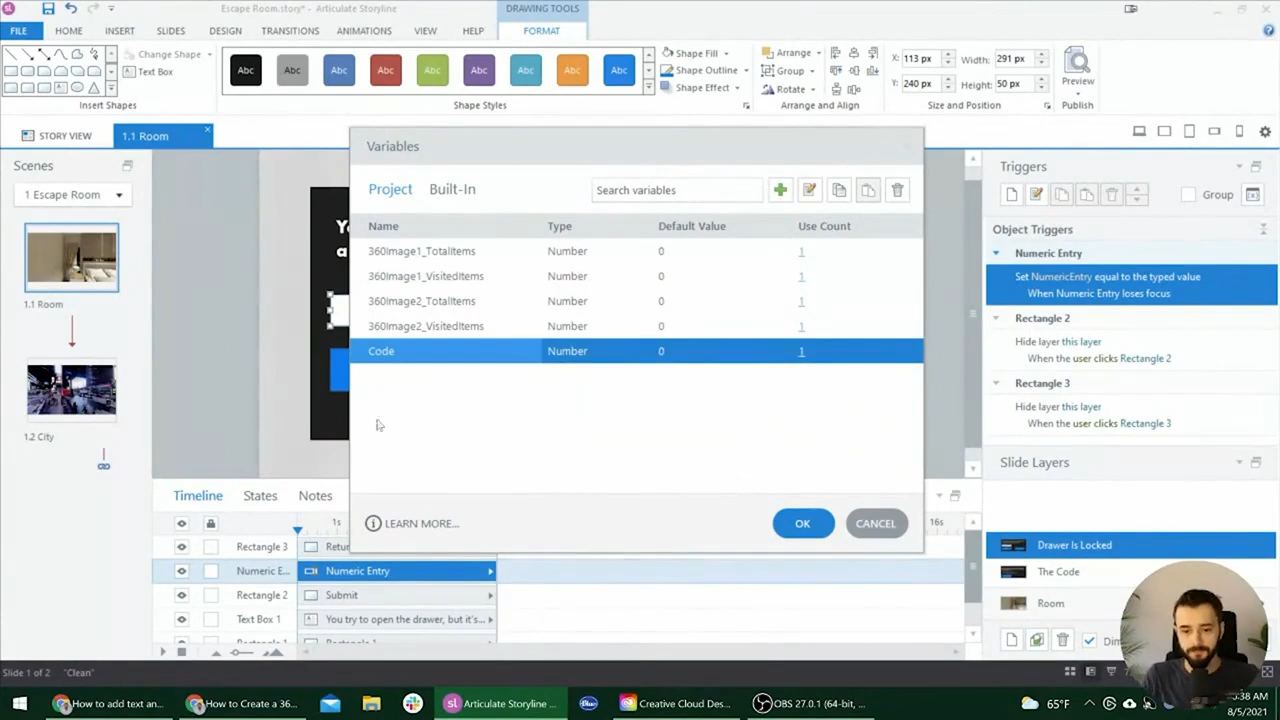 Escape Room.story* - Articulate Storyline
DRAWING TOOLS
FILE HOME INSERT SLIDES DESIGN TRANSITIONS ANIMATIONS VIEW HELP FORMAT
Change Shape
Text Box
Insert Shapes
Abc Abc Abc Abc Abc Abc Abc Abc Abc
Shape Styles
Shape Fill
Shape Outline
Shape Effect
Arrange
Group
Rotate
Arrange and Align
X: 113 px Width: 291 px
Y: 240 px Height: 50 px
Size and Position
Preview
Publish
STORY VIEW 1.1 Room
Scenes
1 Escape Room
1.1 Room
1.2 City
Variables
Project Built-In
Search variables
Name Type Default Value Use Count
360Image1_TotalItems Number 0 1
360Image1_VisitedItems Number 0 1
360Image2_TotalItems Number 0 1
360Image2_VisitedItems Number 0 1
Code Number 0 1
LEARN MORE...
OK CANCEL
Triggers
Group
Object Triggers
Numeric Entry
Set NumericEntry equal to the typed value
When Numeric Entry loses focus
Rectangle 2
Hide layer this layer
When the user clicks Rectangle 2
Rectangle 3
Hide layer this layer
When the user clicks Rectangle 3
Slide Layers
Drawer Is Locked
The Code
Room
Timeline States Notes
1s 16s
Rectangle 3
Numeric E... Numeric Entry
Rectangle 2 Submit
Text Box 1 You try to open the drawer, but it's...
Slide 1 of 2 "Clean"
How to add text an... How to Create a 36... Articulate Storyline ... Creative Cloud Des... OBS 27.0.1 (64-bit, ...
65°F
8/5/2021